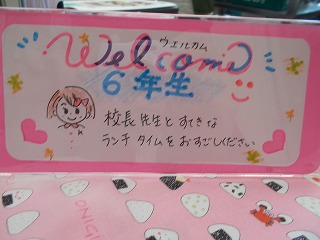 ウェルカム
Welcome
6年生
校長先生とすてきな
ランチタイムをおすごしください
ONIGI